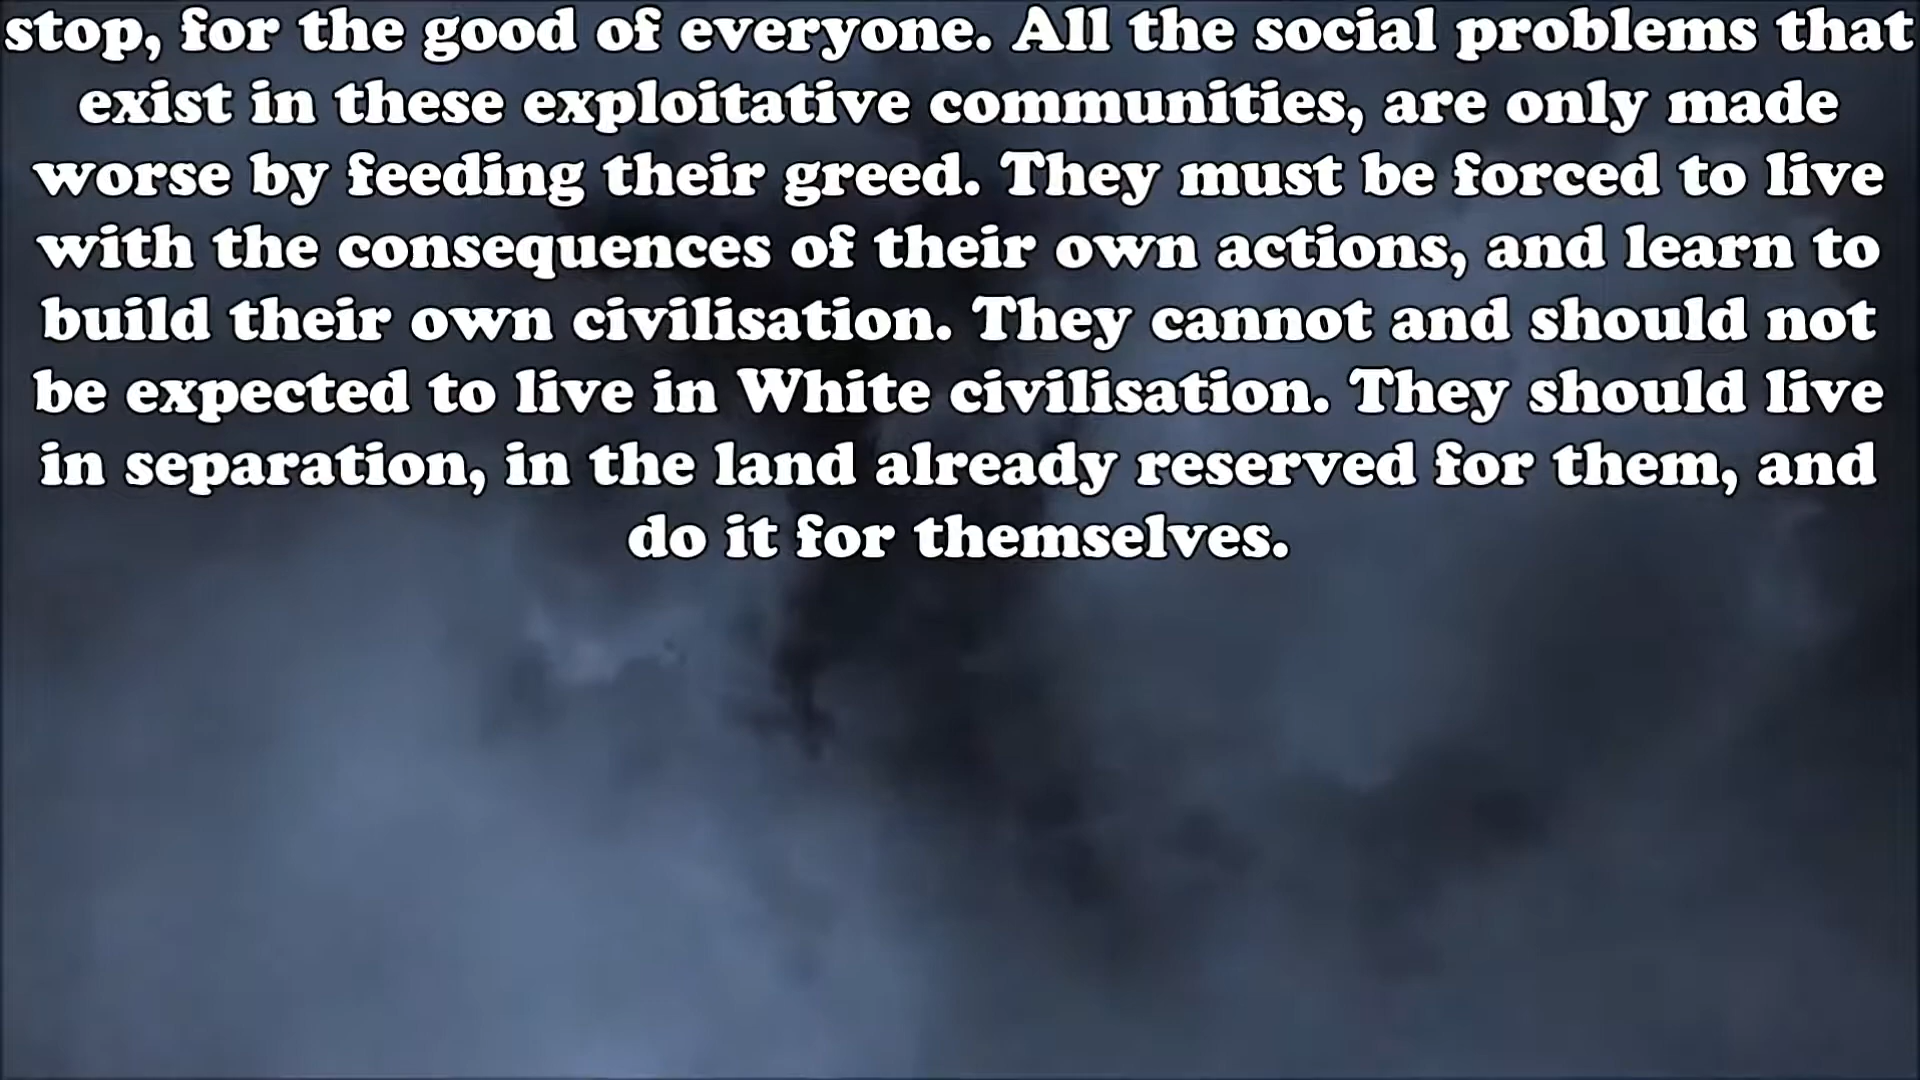 stop, for the good of everyone. All the social problems that
exist in these exploitative communities, are only made
worse by feeding their greed. They must be forced to live
with the consequences of their own actions, and learn to
build their own civilisation. They cannot and should not
be expected to live in White civilisation. They should live
in separation, in the land already reserved for them, and
do it for themselves.